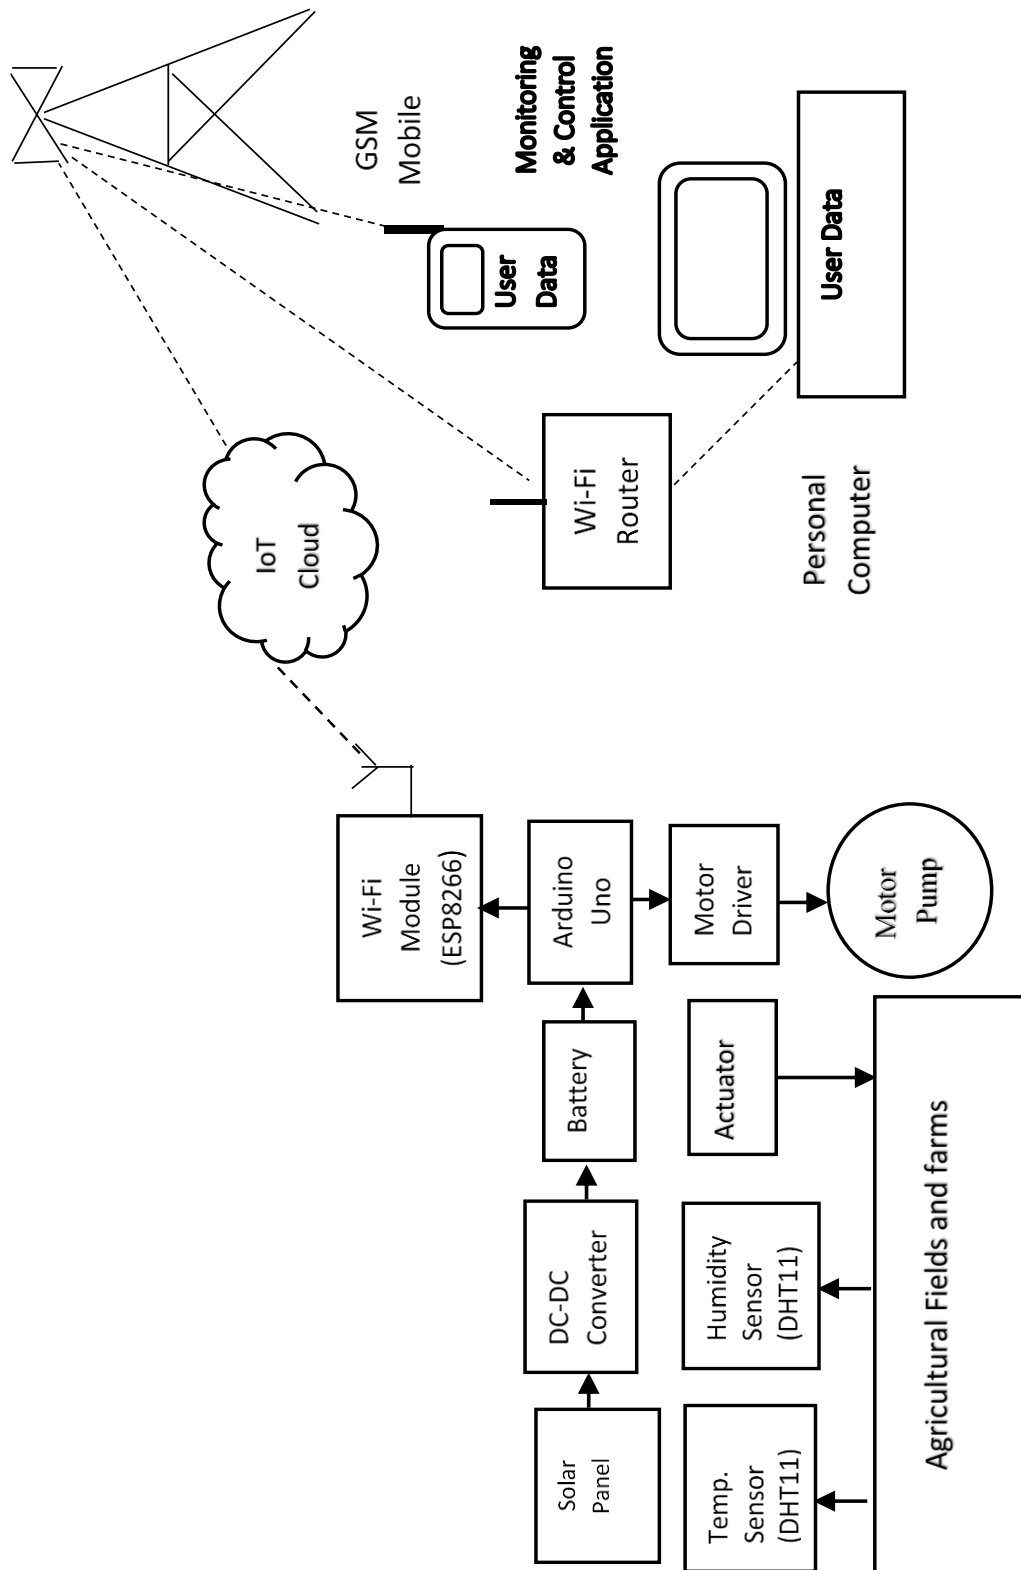 GSM
Mobile
Monitoring
& Control
Application
User
Data
User Data
IoT
Cloud
Wi-Fi
Router
Personal
Computer
Wi-Fi
Module
(ESP8266)
Arduino
Uno
Motor
Driver
Motor
Pump
Solar
Panel
DC-DC
Converter
Battery
Temp.
Sensor
(DHT11)
Humidity
Sensor
(DHT11)
Actuator
Agricultural Fields and farms